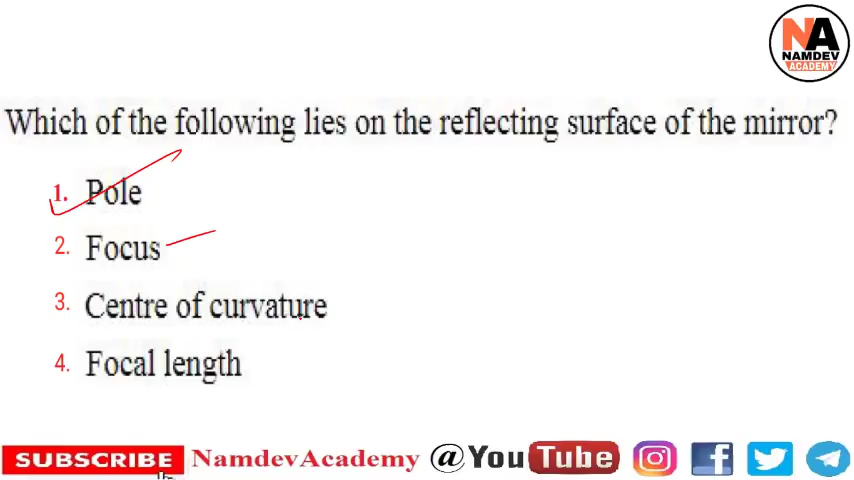 NA
NAMDEV
ACADEMY
Which of the following lies on the reflecting surface of the mirror?
1. Pole
2. Focus
3. Centre of curvature
4. Focal length
SUBSCRIBE NamdevAcademy @YouTube